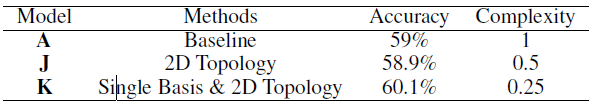 Model Methods Accuracy Complexity
A Baseline 59% 1
J 2D Topology 58.9% 0.5
K Single Basis & 2D Topology 60.1% 0.25